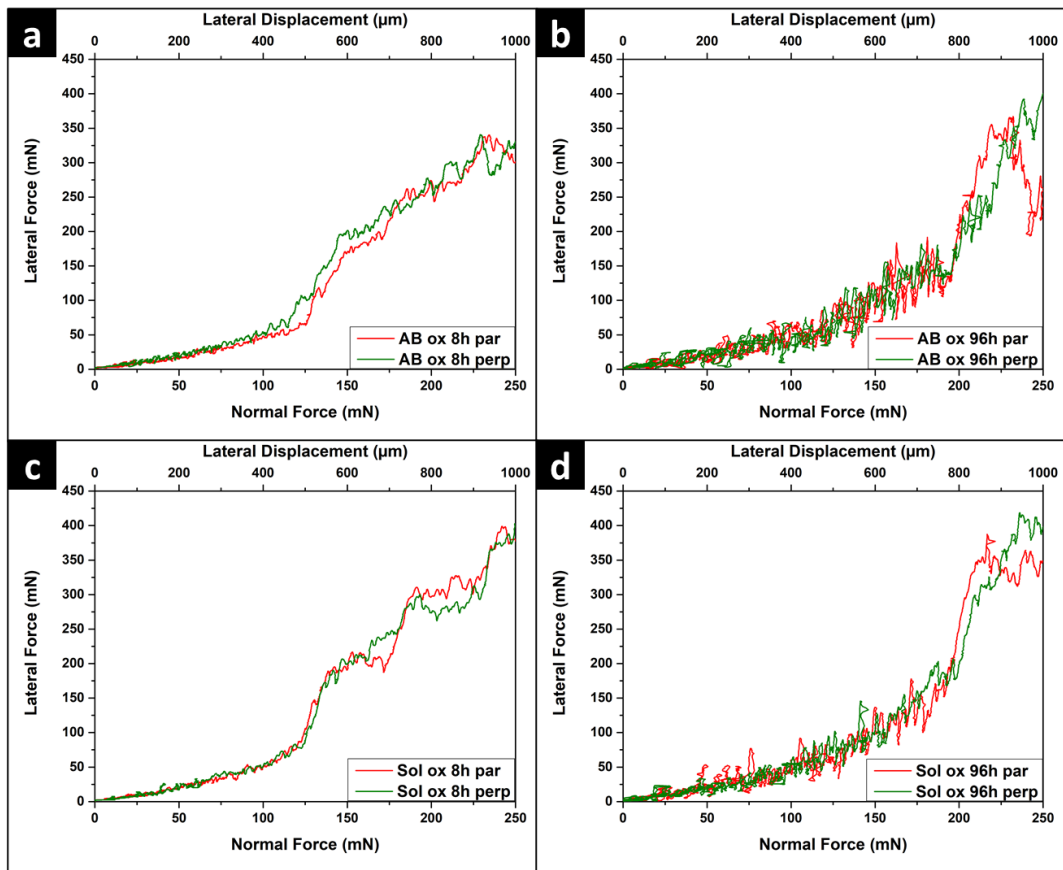 a
Lateral Displacement (µm)
0 200 400 600 800 1000
450
400
350
300
250
200
150
100
50
0
Lateral Force (mN)
AB ox 8h par
AB ox 8h perp
0 50 100 150 200 250
Normal Force (mN)
b
Lateral Displacement (µm)
0 200 400 600 800 1000
450
400
350
300
250
200
150
100
50
0
Lateral Force (mN)
AB ox 96h par
AB ox 96h perp
0 50 100 150 200 250
Normal Force (mN)
c
Lateral Displacement (µm)
0 200 400 600 800 1000
450
400
350
300
250
200
150
100
50
0
Lateral Force (mN)
Sol ox 8h par
Sol ox 8h perp
0 50 100 150 200 250
Normal Force (mN)
d
Lateral Displacement (µm)
0 200 400 600 800 1000
450
400
350
300
250
200
150
100
50
0
Lateral Force (mN)
Sol ox 96h par
Sol ox 96h perp
0 50 100 150 200 250
Normal Force (mN)